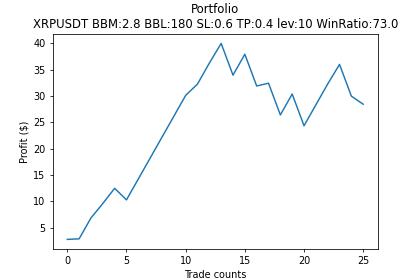 Portfolio
XRPUSDT BBM:2.8 BBL:180 SL:0.6 TP:0.4 lev:10 WinRatio:73.0
40
35
30
25
20
15
10
5
Profit ($)
0 5 10 15 20 25
Trade counts